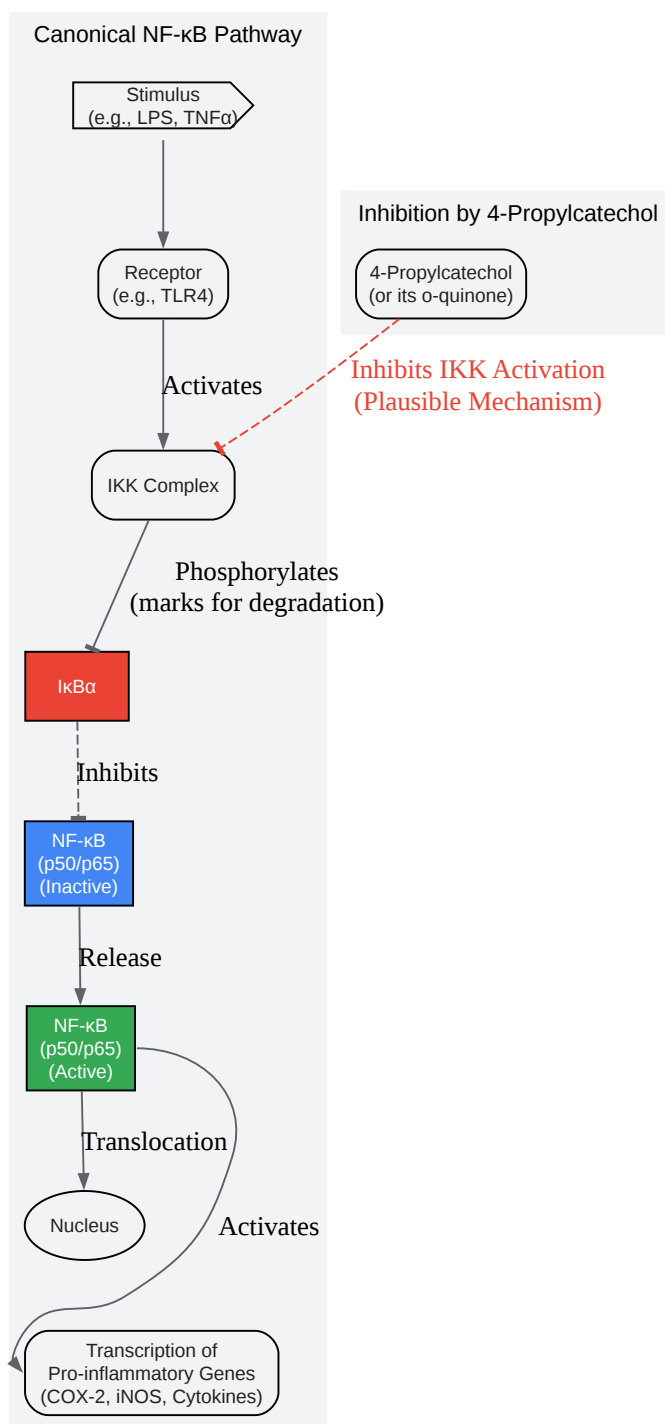 Canonical NF-κB Pathway
Stimulus
(e.g., LPS, TNFα)
Inhibition by 4-Propylcatechol
Receptor
(e.g., TLR4)
4-Propylcatechol
(or its o-quinone)
Activates
Inhibits IKK Activation
(Plausible Mechanism)
IKK Complex
Phosphorylates
(marks for degradation)
IκBα
Inhibits
NF-κB
(p50/p65)
(Inactive)
Release
NF-κB
(p50/p65)
(Active)
Translocation
Nucleus
Activates
Transcription of
Pro-inflammatory Genes
(COX-2, iNOS, Cytokines)